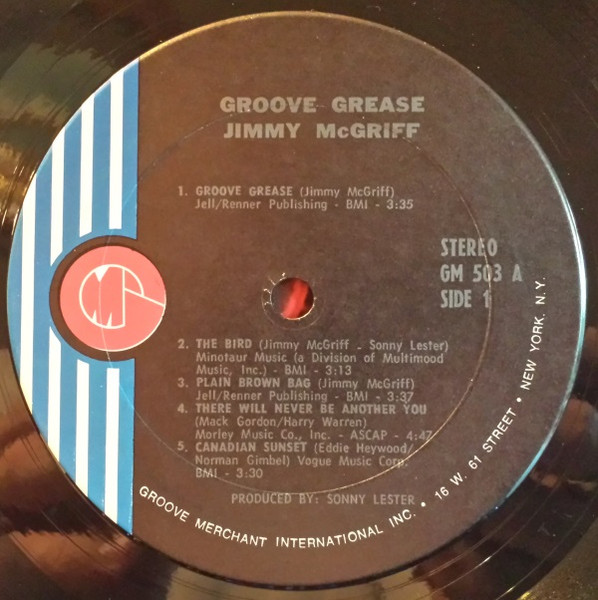 GROOVE GREASE
JIMMY McGRIFF
1. GROOVE GREASE (Jimmy McGriff)
Jell/Renner Publishing - BMI - 3:35
STEREO
GM 503 A
SIDE 1
2. THE BIRD (Jimmy McGriff - Sonny Lester)
Minotaur Music (a Division of Multimood
Music, Inc.) - BMI - 3:13
3. PLAIN BROWN BAG (Jimmy McGriff)
Jell/Renner Publishing - BMI - 3:37
4. THERE WILL NEVER BE ANOTHER YOU
(Mack Gordon/Harry Warren)
Morley Music Co., Inc. - ASCAP - 4:47
5. CANADIAN SUNSET (Eddie Heywood/
Norman Gimbel) Vogue Music Corp.
BMI - 3:30
PRODUCED BY: SONNY LESTER
GROOVE MERCHANT INTERNATIONAL INC. • 16 W. 61 STREET • NEW YORK, N.Y.